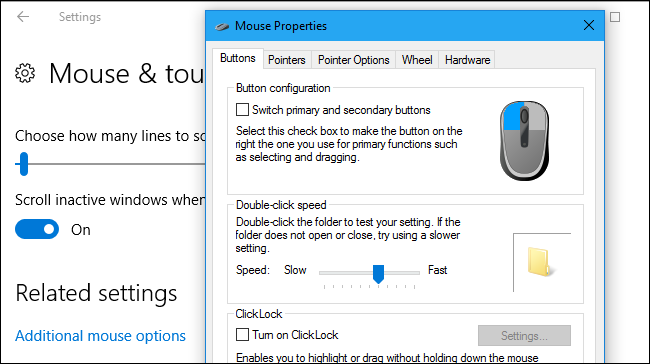 Settings
Mouse & tou
Choose how many lines to sc
Scroll inactive windows when
On
Related settings
Additional mouse options
Mouse Properties
Buttons
Pointers
Pointer Options
Wheel
Hardware
Button configuration
Switch primary and secondary buttons
Select this check box to make the button on the
right the one you use for primary functions such
as selecting and dragging.
Double-click speed
Double-click the folder to test your setting. If the
folder does not open or close, try using a slower
setting.
Speed: Slow Fast
ClickLock
Turn on ClickLock
Settings...
Enables you to highlight or drag without holding down the mouse